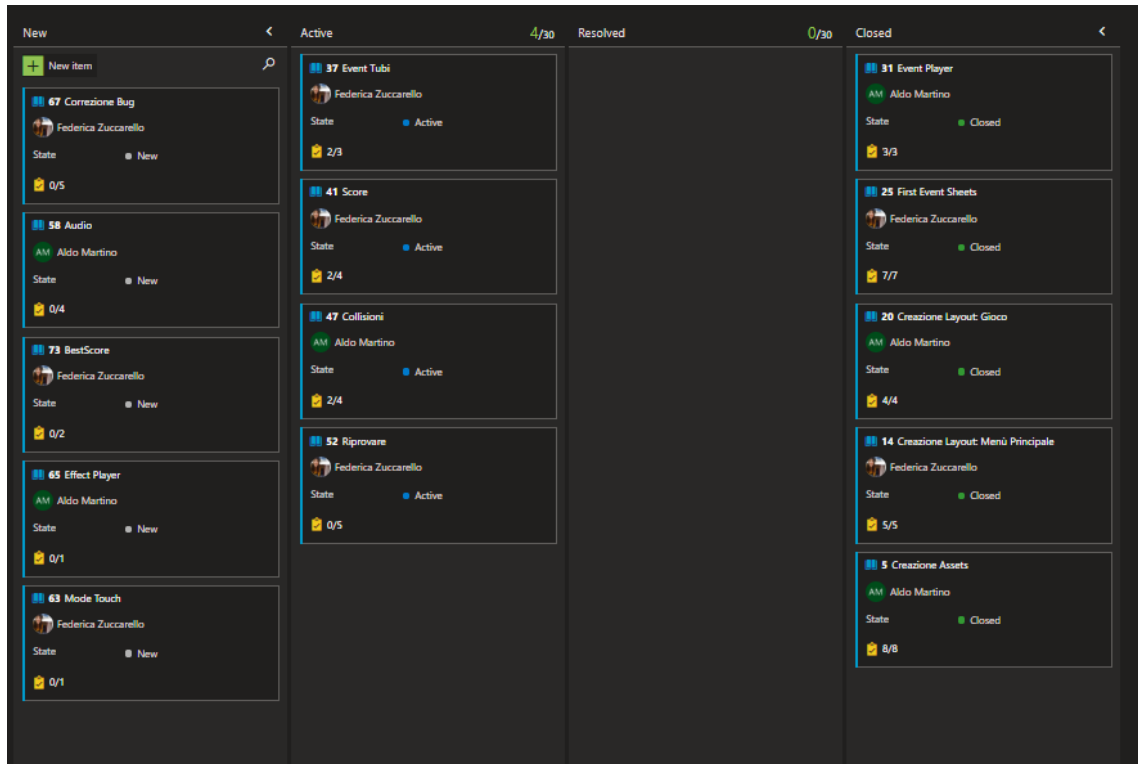 New
New item
67 Correzione Bug
Federica Zuccarello
State New
0/5
58 Audio
AM Aldo Martino
State New
0/4
73 BestScore
Federica Zuccarello
State New
0/2
65 Effect Player
AM Aldo Martino
State New
0/1
63 Mode Touch
Federica Zuccarello
State New
0/1
Active 4/30
37 Event Tubi
Federica Zuccarello
State Active
2/3
41 Score
Federica Zuccarello
State Active
2/4
47 Collisioni
AM Aldo Martino
State Active
2/4
52 Riprovare
Federica Zuccarello
State Active
0/5
Resolved 0/30
Closed
31 Event Player
AM Aldo Martino
State Closed
3/3
25 First Event Sheets
Federica Zuccarello
State Closed
7/7
20 Creazione Layout: Gioco
AM Aldo Martino
State Closed
4/4
14 Creazione Layout: Menù Principale
Federica Zuccarello
State Closed
5/5
5 Creazione Assets
AM Aldo Martino
State Closed
8/8